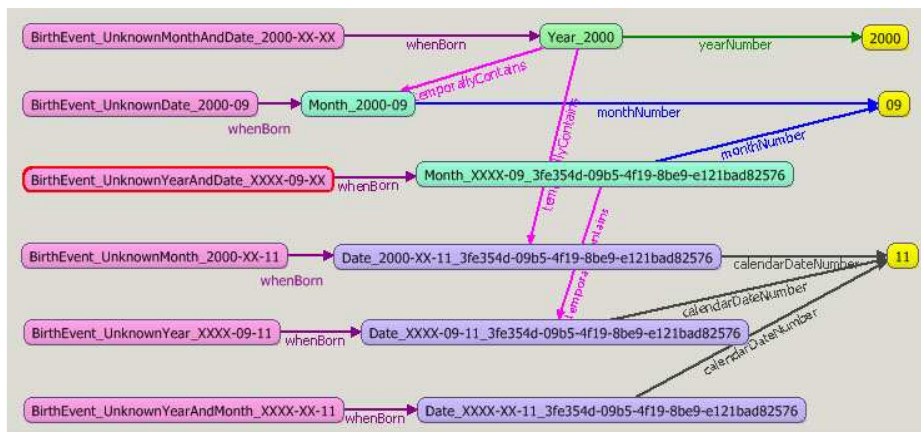 BirthEvent_UnknownMonthAndDate_2000-XX-XX
whenBorn
Year_2000
yearNumber
2000
temporallyContains
BirthEvent_UnknownDate_2000-09
whenBorn
Month_2000-09
monthNumber
09
monthNumber
BirthEvent_UnknownYearAndDate_XXXX-09-XX
whenBorn
Month_XXXX-09_3fe354d-09b5-4f19-8be9-e121bad82576
BirthEvent_UnknownMonth_2000-XX-11
whenBorn
Date_2000-XX-11_3fe354d-09b5-4f19-8be9-e121bad82576
calendarDateNumber
11
calendarDateNumber
BirthEvent_UnknownYear_XXXX-09-11
whenBorn
Date_XXXX-09-11_3fe354d-09b5-4f19-8be9-e121bad82576
calendarDateNumber
BirthEvent_UnknownYearAndMonth_XXXX-XX-11
whenBorn
Date_XXXX-XX-11_3fe354d-09b5-4f19-8be9-e121bad82576